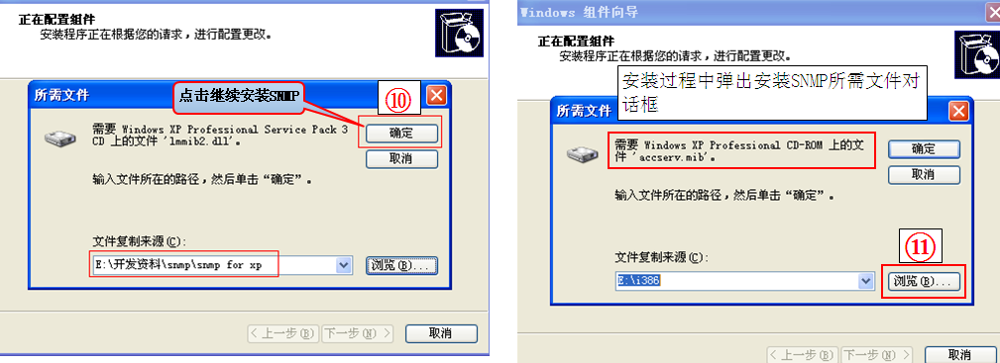 正在配置组件
安装程序正在根据您的请求，进行配置更改。
所需文件
点击继续安装SNMP
⑩
需要 Windows XP Professional Service Pack 3
CD 上的文件 'lmmib2.dll'。
确定
取消
输入文件所在的路径，然后单击“确定”。
文件复制来源(C):
E:\开发资料\snmp\snmp for xp
浏览(B)...
< 上一步(B)
下一步(N) >
取消
Windows 组件向导
正在配置组件
安装程序正在根据您的请求，进行配置更改。
安装过程中弹出安装SNMP所需文件对
话框
所需文件
需要 Windows XP Professional CD-ROM 上的文
件 'accserv.mib'。
确定
取消
输入文件所在的路径，然后单击“确定”。
⑪
文件复制来源(C):
E:\i386
浏览(B)...
< 上一步(B)
下一步(N) >
取消